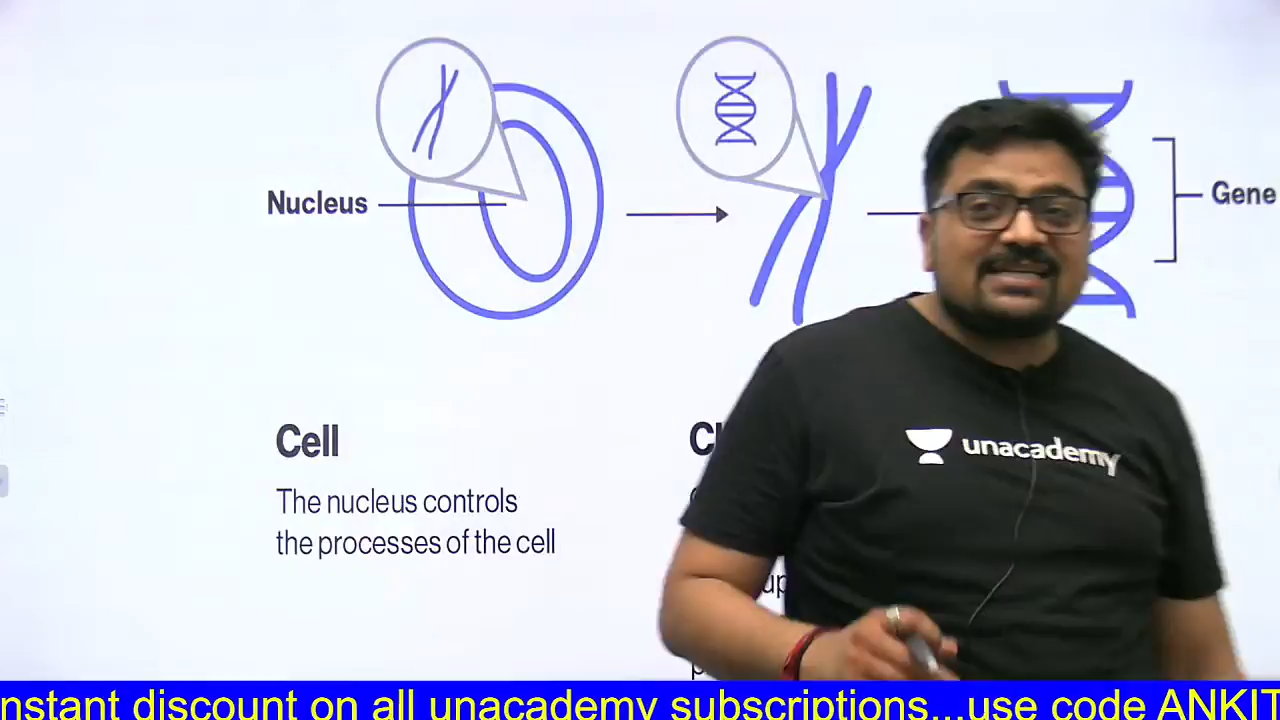 Nucleus
Gene
Cell
The nucleus controls
the processes of the cell
unacademy
nstant discount on all unacademy subscriptions...use code ANKIT